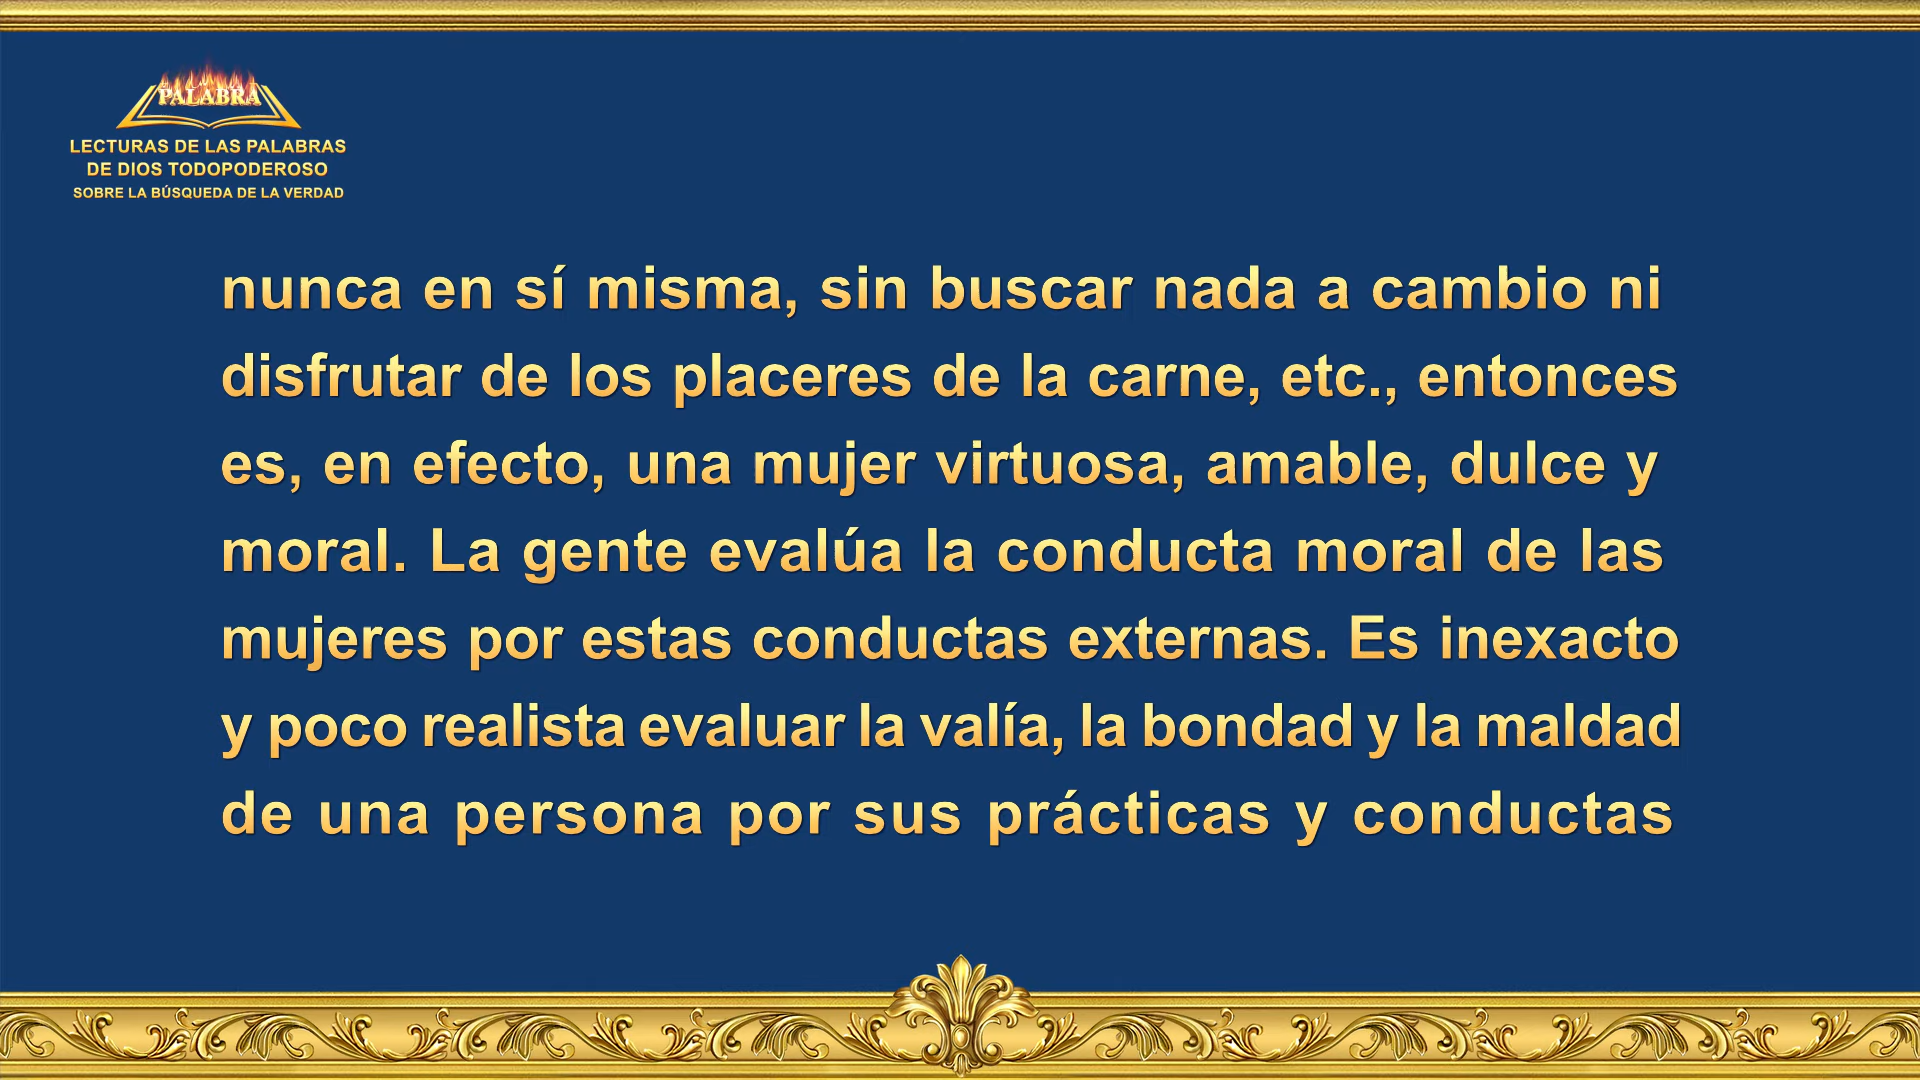 PALABRA
LECTURAS DE LAS PALABRAS
DE DIOS TODOPODEROSO
SOBRE LA BÚSQUEDA DE LA VERDAD
nunca en sí misma, sin buscar nada a cambio ni
disfrutar de los placeres de la carne, etc., entonces
es, en efecto, una mujer virtuosa, amable, dulce y
moral. La gente evalúa la conducta moral de las
mujeres por estas conductas externas. Es inexacto
y poco realista evaluar la valía, la bondad y la maldad
de una persona por sus prácticas y conductas